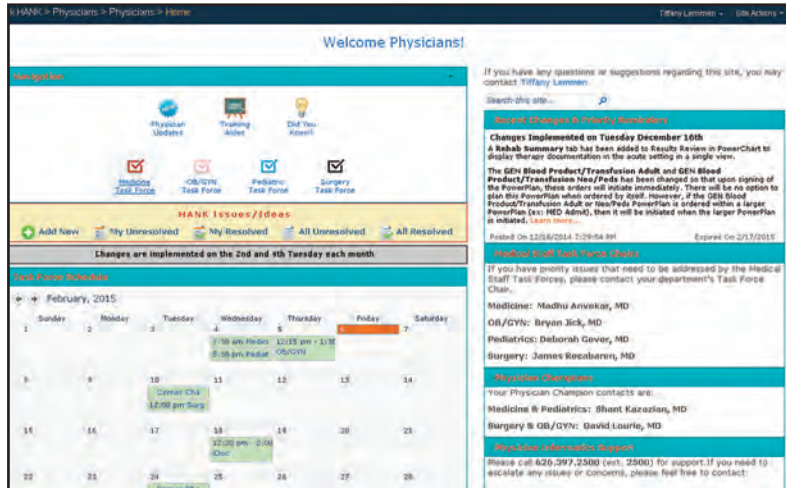 HANK > Physicians > Physicians > Home
Tiffany Lemmen
Site Actions
Welcome Physicians!
Navigation
Physician Updates
Training Aides
Did You Know?
Medicine Task Force
OB/GYN Task Force
Pediatric Task Force
Surgery Task Force
HANK Issues/Ideas
Add New My Unresolved My Resolved All Unresolved All Resolved
Changes are implemented on the 2nd and 4th Tuesday each month
Task Force Schedule
February, 2015
Sunday Monday Tuesday Wednesday Thursday Friday Saturday
1 2 3 4 5 6 7
7:30 am Medici 12:15 pm - 1:30
5:30 pm Pediat OB/GYN
8 9 10 11 12 13 14
Cerner Cha
12:00 pm Surg
15 16 17 18 19 20 21
12:30 pm - 2:00
iDoc
22 23 24 25 26 27 28
If you have any questions or suggestions regarding this site, you may
contact Tiffany Lemmen
Search this site...
Recent Changes & Priority Reminders
Changes Implemented on Tuesday December 16th
A Rehab Summary tab has been added to Results Review in PowerChart to
display therapy documentation in the acute setting in a single view.
The GEN Blood Product/Transfusion Adult and GEN Blood
Product/Transfusion Neo/Peds has been changed so that upon signing of
the PowerPlan, these orders will initiate immediately. There will be no option to
plan this PowerPlan when ordered by itself. However, if the GEN Blood
Product/Transfusion Adult or Neo/Peds PowerPlan is ordered within a larger
PowerPlan (ex: MED Admit), then it will be initiated when the larger PowerPlan
is initiated. Learn more...
Posted On 12/18/2014 7:29:54 PM Expires On 2/17/2015
Medical Staff Task Force Chairs
If you have priority issues that need to be addressed by the Medical
Staff Task Forces, please contact your department's Task Force
Chair.
Medicine: Madhu Anvekar, MD
OB/GYN: Bryan Jick, MD
Pediatrics: Deborah Gever, MD
Surgery: James Recabaren, MD
Physician Champions
Your Physician Champion contacts are:
Medicine & Pediatrics: Shant Kazazian, MD
Surgery & OB/GYN: David Lourie, MD
Physician Informatics Support
Please call 626.397.2500 (ext. 2500) for support. If you need to
escalate any issues or concerns, please feel free to contact: